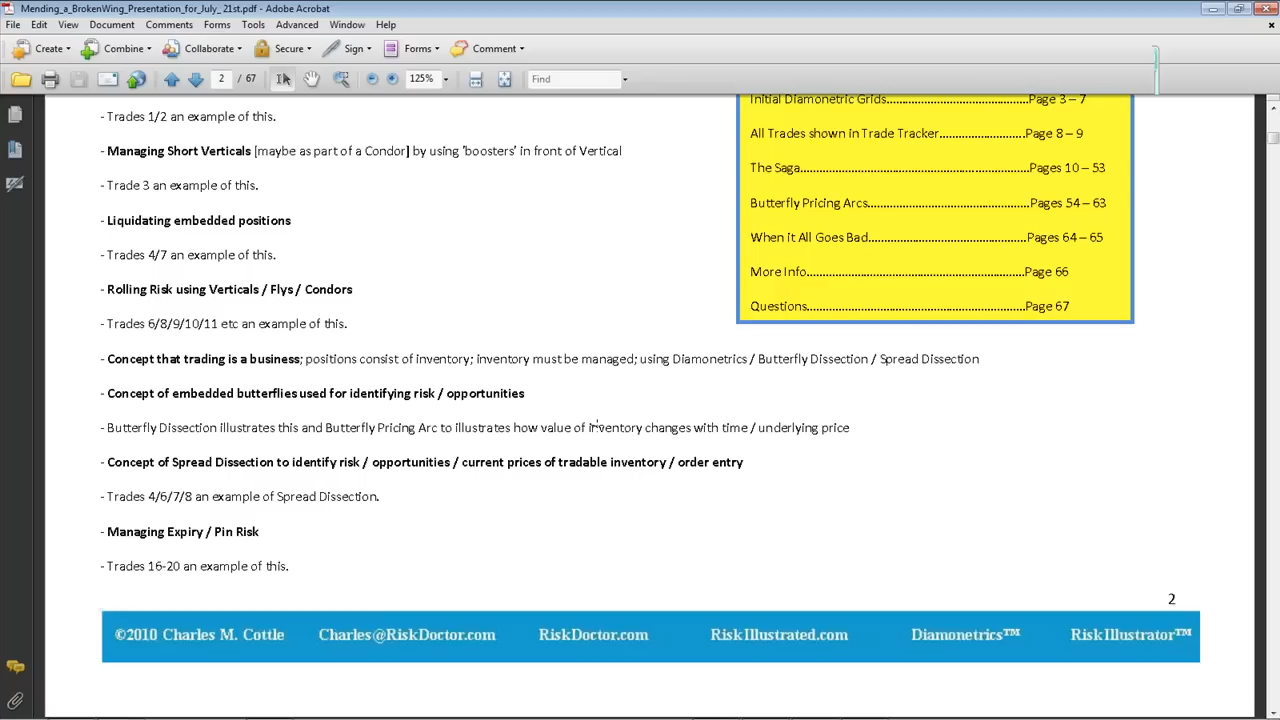 Mending_a_BrokenWing_Presentation_for_July_ 21st.pdf - Adobe Acrobat
File Edit View Document Comments Forms Tools Advanced Window Help
Create Combine Collaborate Secure Sign Forms Comment
2 / 67 125% Find
Initial Diamonetric Grids..................................................Page 3 – 7
- Trades 1/2 an example of this.
All Trades shown in Trade Tracker..............................Page 8 – 9
- Managing Short Verticals [maybe as part of a Condor] by using 'boosters' in front of Vertical
The Saga................................................................................Pages 10 – 53
- Trade 3 an example of this.
Butterfly Pricing Arcs.........................................................Pages 54 – 63
- Liquidating embedded positions
When it All Goes Bad.......................................................Pages 64 – 65
- Trades 4/7 an example of this.
More Info..............................................................................Page 66
- Rolling Risk using Verticals / Flys / Condors
Questions..............................................................................Page 67
- Trades 6/8/9/10/11 etc an example of this.
- Concept that trading is a business; positions consist of inventory; inventory must be managed; using Diamonetrics / Butterfly Dissection / Spread Dissection
- Concept of embedded butterflies used for identifying risk / opportunities
- Butterfly Dissection illustrates this and Butterfly Pricing Arc to illustrates how value of inventory changes with time / underlying price
- Concept of Spread Dissection to identify risk / opportunities / current prices of tradable inventory / order entry
- Trades 4/6/7/8 an example of Spread Dissection.
- Managing Expiry / Pin Risk
- Trades 16-20 an example of this.
2
©2010 Charles M. Cottle Charles@RiskDoctor.com RiskDoctor.com RiskIllustrated.com Diamonetrics™ RiskIllustrator™